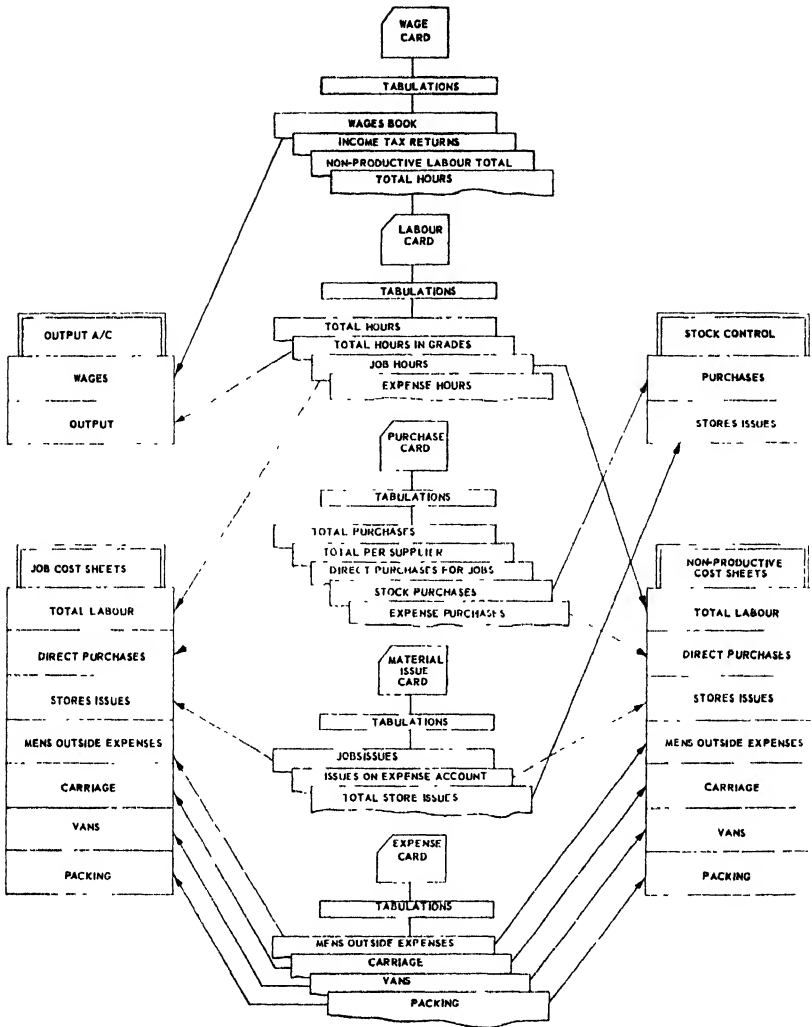 WAGE
CARD
TABULATIONS
WAGES BOOK
INCOME TAX RETURNS
NON-PRODUCTIVE LABOUR TOTAL
TOTAL HOURS
LABOUR
CARD
TABULATIONS
TOTAL HOURS
TOTAL HOURS IN GRADES
JOB HOURS
EXPENSE HOURS
OUTPUT A/C
WAGES
OUTPUT
STOCK CONTROL
PURCHASES
STORES ISSUES
PURCHASE
CARD
TABULATIONS
TOTAL PURCHASES
TOTAL PER SUPPLIER
DIRECT PURCHASES FOR JOBS
STOCK PURCHASES
EXPENSE PURCHASES
JOB COST SHEETS
TOTAL LABOUR
DIRECT PURCHASES
STORES ISSUES
MENS OUTSIDE EXPENSES
CARRIAGE
VANS
PACKING
NON-PRODUCTIVE
COST SHEETS
TOTAL LABOUR
DIRECT PURCHASES
STORES ISSUES
MENS OUTSIDE EXPENSES
CARRIAGE
VANS
PACKING
MATERIAL
ISSUE
CARD
TABULATIONS
JOBSISSUES
ISSUES ON EXPENSE ACCOUNT
TOTAL STORE ISSUES
EXPENSE
CARD
TABULATIONS
MENS OUTSIDE EXPENSES
CARRIAGE
VANS
PACKING